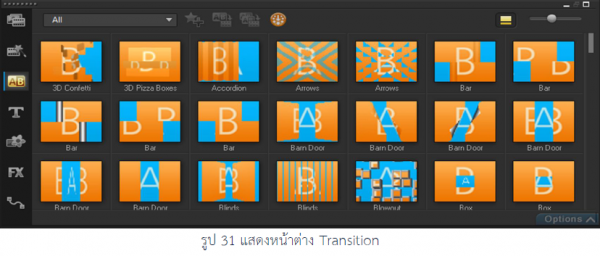 All
AB
T
FX
3D Confetti 3D Pizza Boxes Accordion Arrows Arrows Bar Bar
Bar Bar Bar Barn Door Barn Door Barn Door Barn Door
Barn Door Barn Door Blinds Blinds Blowout Box Box
Options
รูป 31 แสดงหน้าต่าง Transition